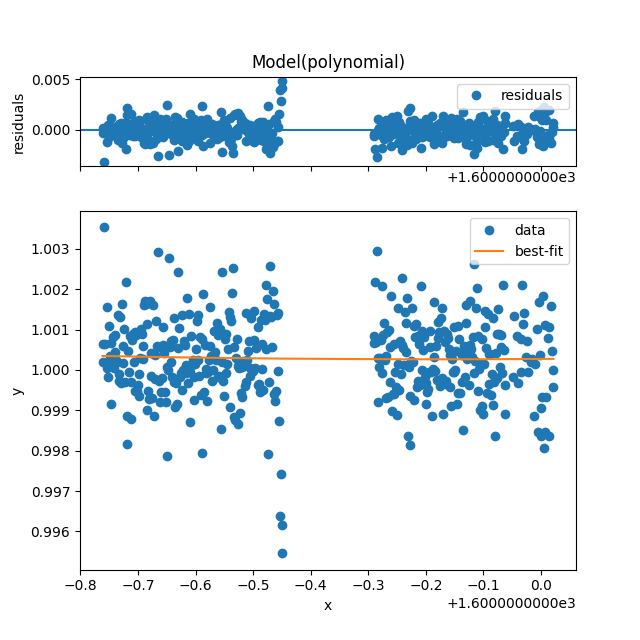 Model(polynomial)
0.005
0.000
residuals
residuals
+1.6000000000e3
1.003
1.002
1.001
1.000
0.999
0.998
0.997
0.996
y
data
best-fit
−0.8 −0.7 −0.6 −0.5 −0.4 −0.3 −0.2 −0.1 0.0
x
+1.6000000000e3